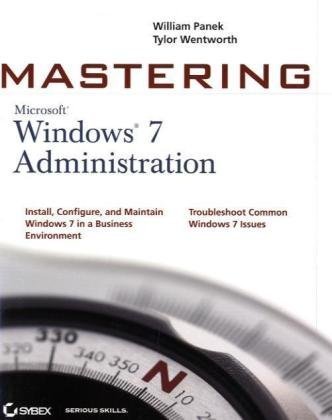 William Panek
Tylor Wentworth
MASTERING
Microsoft®
Windows® 7
Administration
Install, Configure, and Maintain
Windows 7 in a Business
Environment
Troubleshoot Common
Windows 7 Issues
330
340
350
N
10
SYBEX
SERIOUS SKILLS.